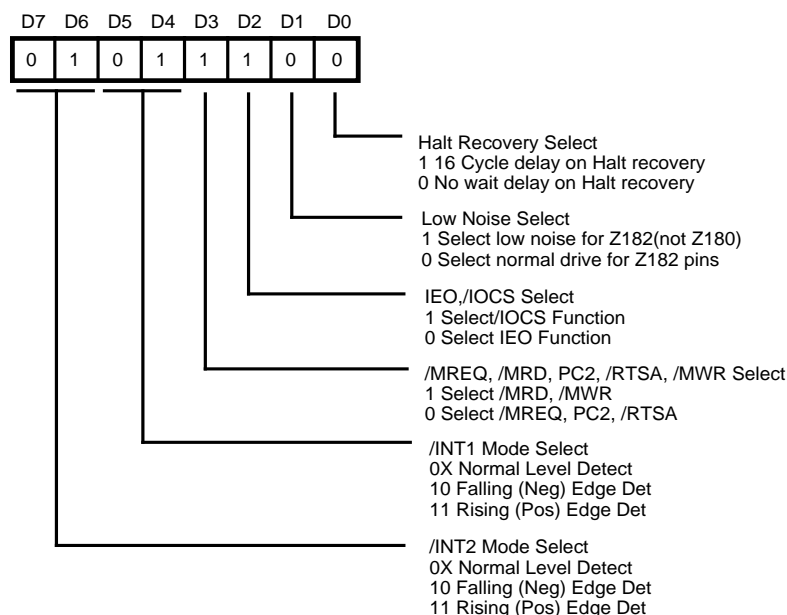 D7 D6 D5 D4 D3 D2 D1 D0
0 1 0 1 1 1 0 0
Halt Recovery Select
1 16 Cycle delay on Halt recovery
0 No wait delay on Halt recovery
Low Noise Select
1 Select low noise for Z182(not Z180)
0 Select normal drive for Z182 pins
IEO,/IOCS Select
1 Select/IOCS Function
0 Select IEO Function
/MREQ, /MRD, PC2, /RTSA, /MWR Select
1 Select /MRD, /MWR
0 Select /MREQ, PC2, /RTSA
/INT1 Mode Select
0X Normal Level Detect
10 Falling (Neg) Edge Det
11 Rising (Pos) Edge Det
/INT2 Mode Select
0X Normal Level Detect
10 Falling (Neg) Edge Det
11 Rising (Pos) Edge Det